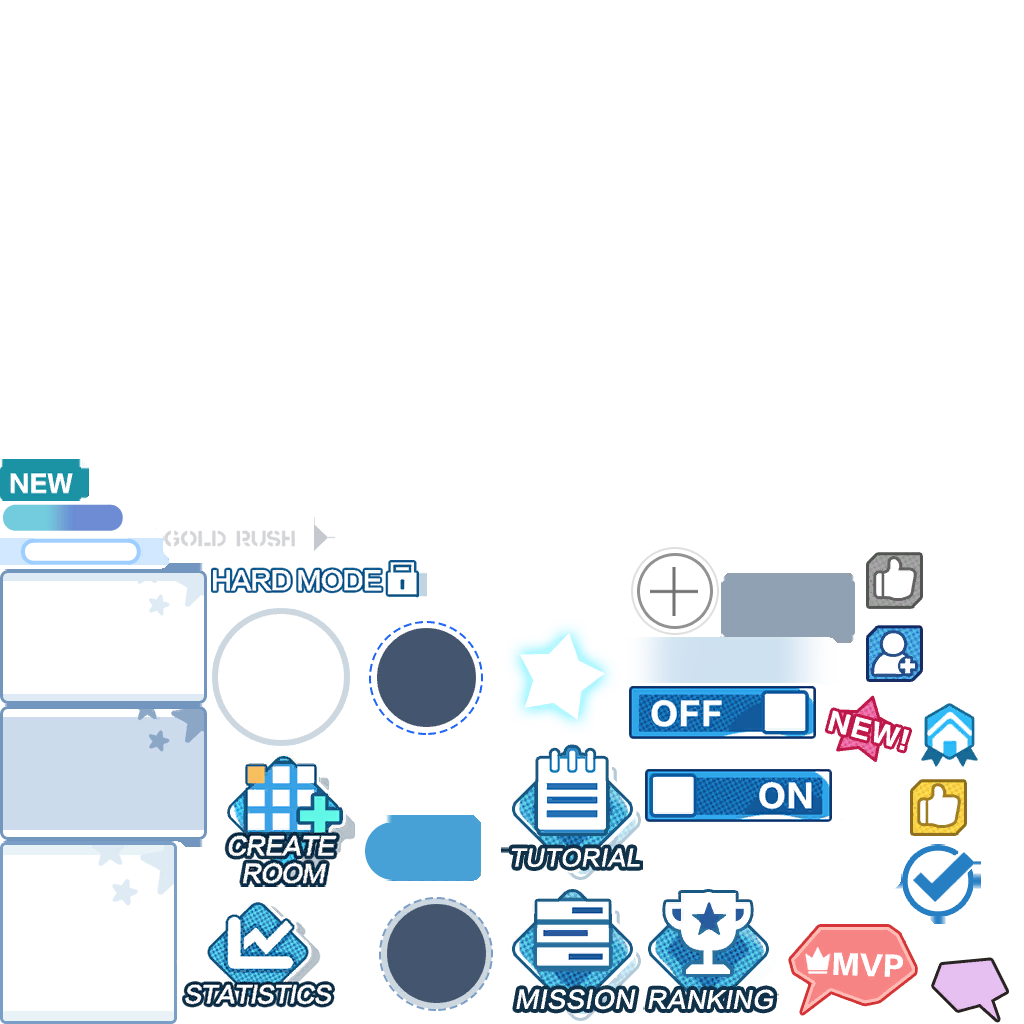 NEW
GOLD RUSH
HARD MODE
OFF
NEW!
ON
CREATE
ROOM
TUTORIAL
STATISTICS
MISSION
RANKING
MVP